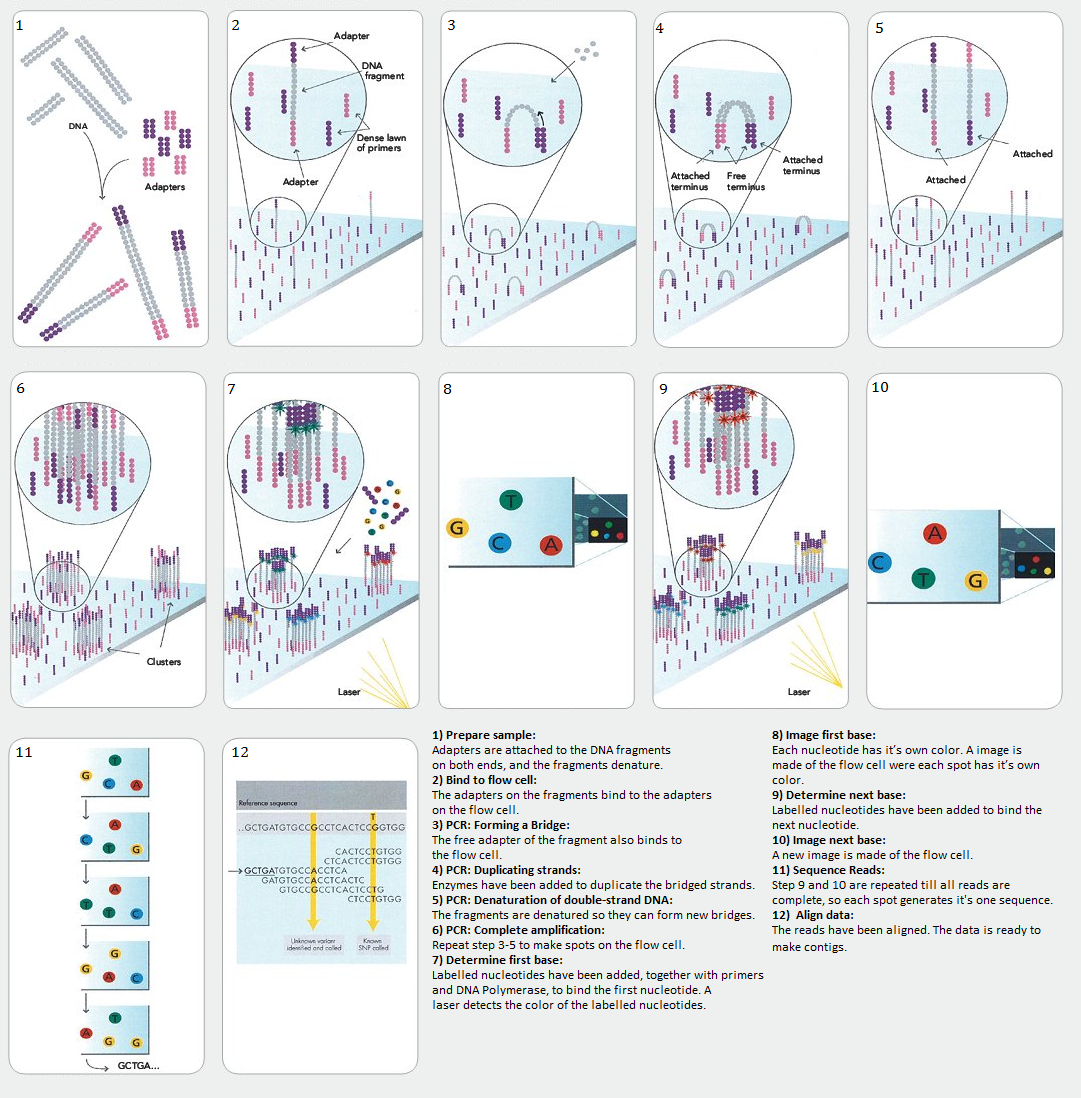 1
DNA
Adapters
2
Adapter
DNA
fragment
Dense lawn
of primers
Adapter
3
4
Attached
terminus
Free
terminus
Attached
terminus
5
Attached
Attached
6
Clusters
7
C
A
G
C
A
C
G
G
T
Laser
8
T
G
C
A
9
Laser
10
A
C
T
G
11
T
G
C
A
A
C
T
G
A
T
T
C
G
G
A
C
T
A
G
G
GCTGA...
12
Reference sequence
T
..GCTGATGTGCCGCCTCACTCCGGTGG
CACTCCTGTGG
CTCACTCCTGTGG
GCTGATGTGCCACCTCA
GATGTGCCACCTCACTC
GTGCCGCCTCACTCCTG
CTCCTGTGG
Unknown variant
identified and called
Known
SNP called
1) Prepare sample:
Adapters are attached to the DNA fragments
on both ends, and the fragments denature.
2) Bind to flow cell:
The adapters on the fragments bind to the adapters
on the flow cell.
3) PCR: Forming a Bridge:
The free adapter of the fragment also binds to
the flow cell.
4) PCR: Duplicating strands:
Enzymes have been added to duplicate the bridged strands.
5) PCR: Denaturation of double-strand DNA:
The fragments are denatured so they can form new bridges.
6) PCR: Complete amplification:
Repeat step 3-5 to make spots on the flow cell.
7) Determine first base:
Labelled nucleotides have been added, together with primers
and DNA Polymerase, to bind the first nucleotide. A
laser detects the color of the labelled nucleotides.
8) Image first base:
Each nucleotide has it's own color. A image is
made of the flow cell were each spot has it's own
color.
9) Determine next base:
Labelled nucleotides have been added to bind the
next nucleotide.
10) Image next base:
A new image is made of the flow cell.
11) Sequence Reads:
Step 9 and 10 are repeated till all reads are
complete, so each spot generates it's one sequence.
12) Align data:
The reads have been aligned. The data is ready to
make contigs.